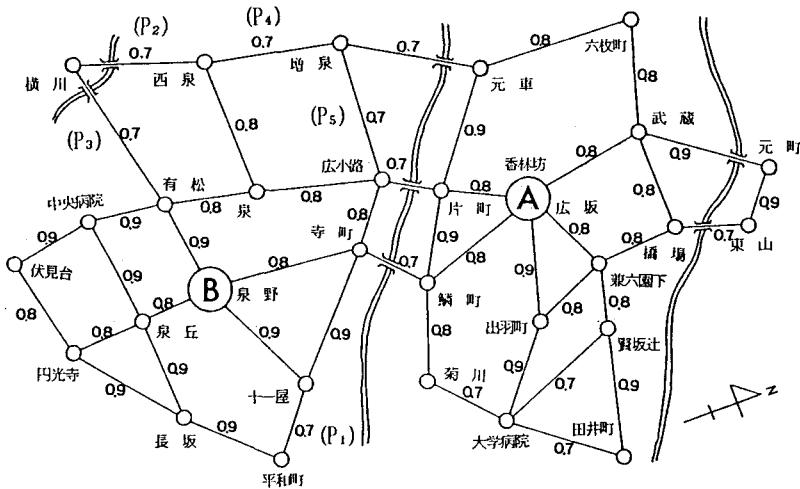 (P₂)
(P₄)
0.7
0.7
0.7
0.8
六枚町
横川
西泉
増泉
元車
0.8
(P₃)
0.7
0.8
(P₅)
0.7
0.9
武蔵
0.9
元町
香林坊
0.8
0.8
有松
広小路
0.7
0.8
A
中央病院
0.8
泉
0.8
片町
広坂
0.9
0.9
0.8
寺町
0.9
0.8
橋場
0.7
東山
0.9
0.9
0.9
0.8
0.7
0.8
0.9
0.8
兼六園下
伏見台
B
泉野
鱗町
0.8
0.8
0.8
0.8
泉丘
0.8
出羽町
0.8
賢坂辻
0.9
0.9
円光寺
0.9
0.9
十一屋
菊川
0.7
0.9
0.7
0.9
N
長坂
0.9
0.7
(P₁)
大学病院
田井町
0.7
平和町